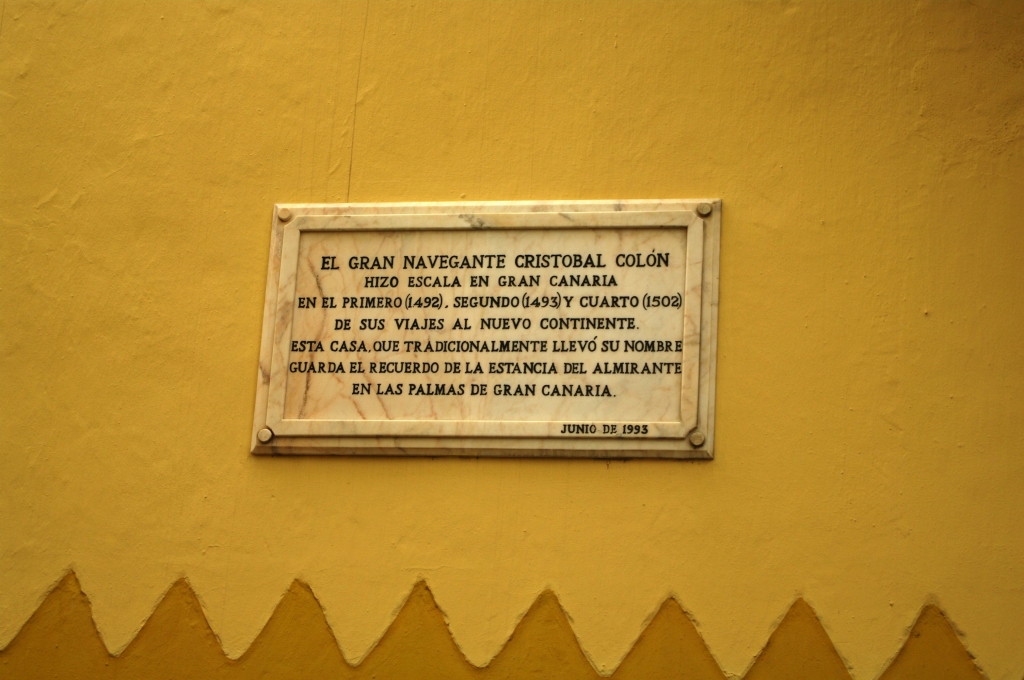 EL GRAN NAVEGANTE CRISTOBAL COLÓN
HIZO ESCALA EN GRAN CANARIA
EN EL PRIMERO (1492), SEGUNDO (1493) Y CUARTO (1502)
DE SUS VIAJES AL NUEVO CONTINENTE.
ESTA CASA, QUE TRADICIONALMENTE LLEVÓ SU NOMBRE
GUARDA EL RECUERDO DE LA ESTANCIA DEL ALMIRANTE
EN LAS PALMAS DE GRAN CANARIA.
JUNIO DE 1993